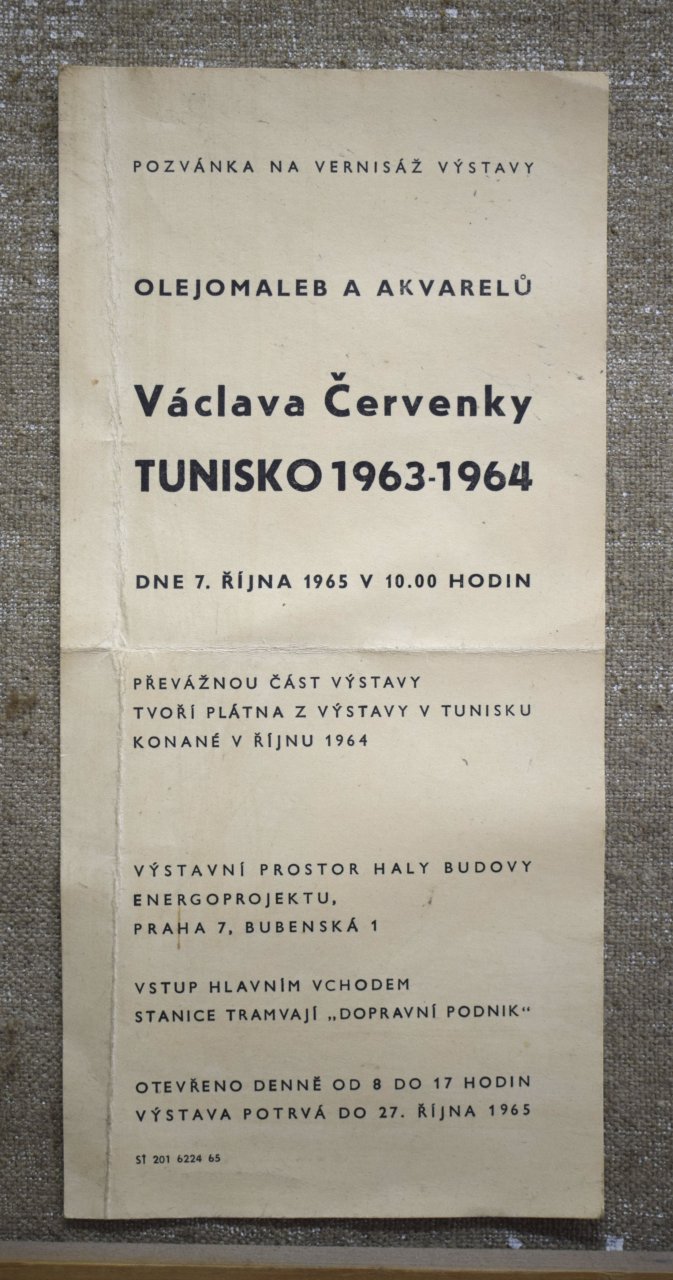 POZVÁNKA NA VERNISÁŽ VÝSTAVY
OLEJOMALEB A AKVARELŮ
Václava Červenky
TUNISKO 1963-1964
DNE 7. ŘÍJNA 1965 V 10.00 HODIN
PŘEVÁŽNOU ČÁST VÝSTAVY
TVOŘÍ PLÁTNA Z VÝSTAVY V TUNISKU
KONANÉ V ŘÍJNU 1964
VÝSTAVNÍ PROSTOR HALY BUDOVY
ENERGOPROJEKTU,
PRAHA 7, BUBENSKÁ 1
VSTUP HLAVNÍM VCHODEM
STANICE TRAMVAJÍ „DOPRAVNÍ PODNIK“
OTEVŘENO DENNĚ OD 8 DO 17 HODIN
VÝSTAVA POTRVÁ DO 27. ŘÍJNA 1965
ST 201 6224 65